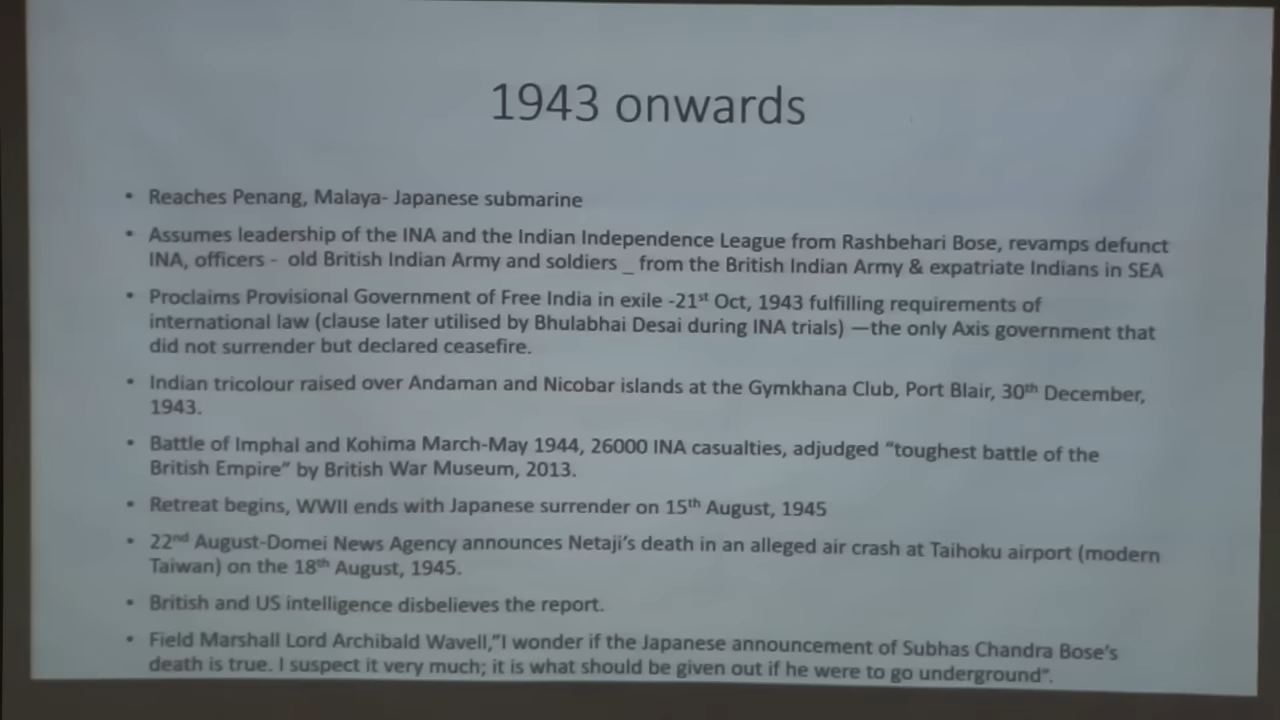 1943 onwards
• Reaches Penang, Malaya- Japanese submarine
• Assumes leadership of the INA and the Indian Independence League from Rashbehari Bose, revamps defunct
INA, officers - old British Indian Army and soldiers _ from the British Indian Army & expatriate Indians in SEA
• Proclaims Provisional Government of Free India in exile -21st Oct, 1943 fulfilling requirements of
international law (clause later utilised by Bhulabhai Desai during INA trials) —the only Axis government that
did not surrender but declared ceasefire.
• Indian tricolour raised over Andaman and Nicobar islands at the Gymkhana Club, Port Blair, 30th December,
1943.
• Battle of Imphal and Kohima March-May 1944, 26000 INA casualties, adjudged “toughest battle of the
British Empire” by British War Museum, 2013.
• Retreat begins, WWII ends with Japanese surrender on 15th August, 1945
• 22nd August-Domei News Agency announces Netaji’s death in an alleged air crash at Taihoku airport (modern
Taiwan) on the 18th August, 1945.
• British and US intelligence disbelieves the report.
• Field Marshall Lord Archibald Wavell,”I wonder if the Japanese announcement of Subhas Chandra Bose’s
death is true. I suspect it very much; it is what should be given out if he were to go underground”.